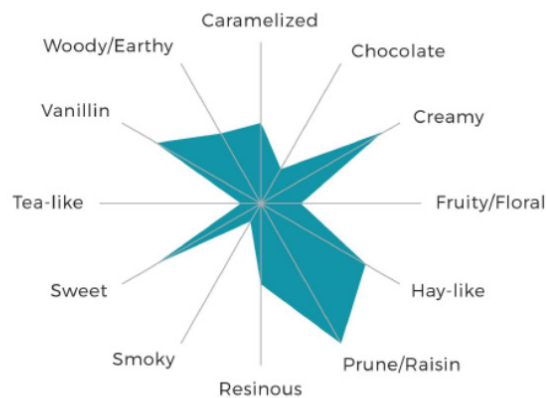 Caramelized
Woody/Earthy
Chocolate
Vanillin
Creamy
Tea-like
Fruity/Floral
Sweet
Hay-like
Smoky
Prune/Raisin
Resinous